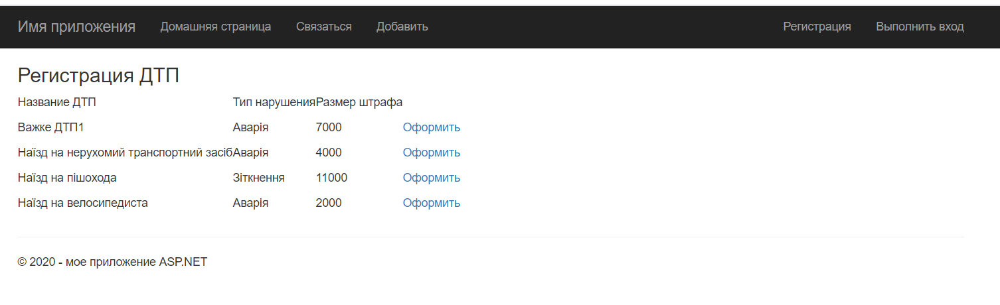 Имя приложения Домашняя страница Связаться Добавить Регистрация Выполнить вход
Регистрация ДТП
Название ДТП Тип нарушения Размер штрафа
Важке ДТП1 Аварія 7000 Оформить
Наїзд на нерухомий транспортний засіб Аварія 4000 Оформить
Наїзд на пішохода Зіткнення 11000 Оформить
Наїзд на велосипедиста Аварія 2000 Оформить
© 2020 - мое приложение ASP.NET